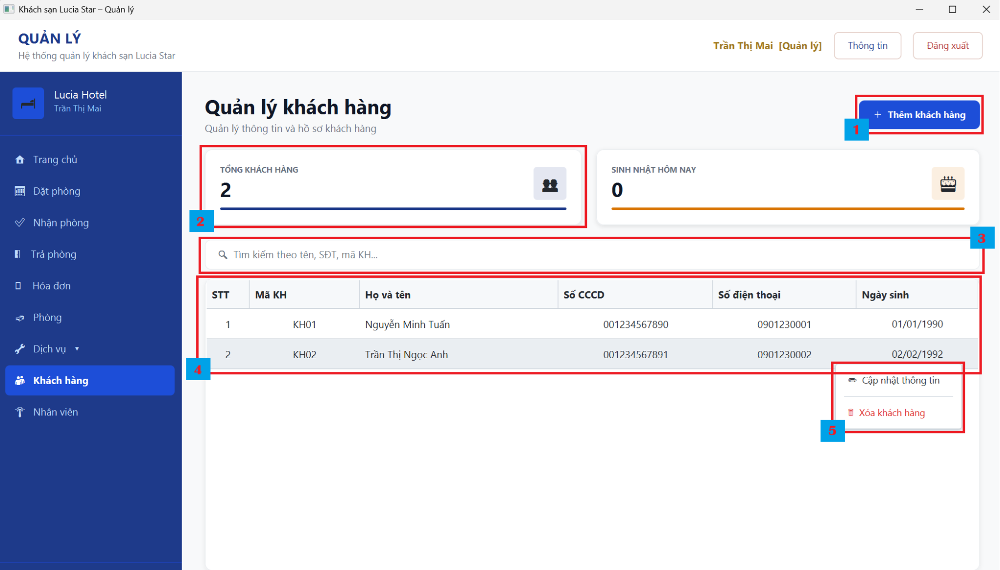 Khách sạn Lucia Star – Quản lý
QUẢN LÝ
Hệ thống quản lý khách sạn Lucia Star
Trần Thị Mai [Quản lý]
Thông tin
Đăng xuất
Lucia Hotel
Trần Thị Mai
Trang chủ
Đặt phòng
Nhận phòng
Trả phòng
Hóa đơn
Phòng
Dịch vụ
Khách hàng
Nhân viên
Quản lý khách hàng
Quản lý thông tin và hồ sơ khách hàng
+ Thêm khách hàng
1
TỔNG KHÁCH HÀNG
2
2
SINH NHẬT HÔM NAY
0
3
Tìm kiếm theo tên, SĐT, mã KH...
STT Mã KH Họ và tên Số CCCD Số điện thoại Ngày sinh
1 KH01 Nguyễn Minh Tuấn 001234567890 0901230001 01/01/1990
2 KH02 Trần Thị Ngọc Anh 001234567891 0901230002 02/02/1992
4
Cập nhật thông tin
Xóa khách hàng
5